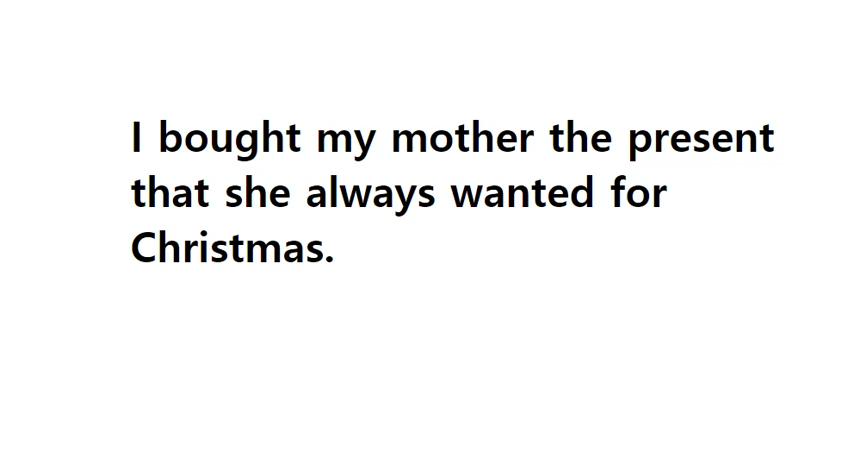 I bought my mother the present
that she always wanted for
Christmas.